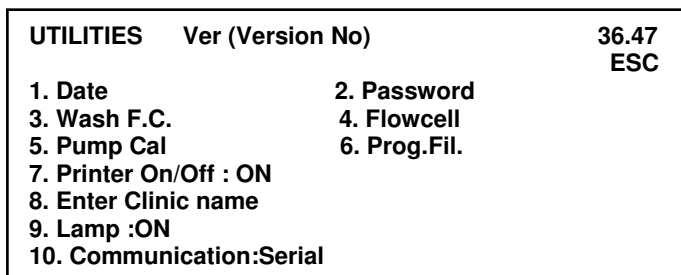 UTILITIES Ver (Version No) 36.47
ESC
1. Date 2. Password
3. Wash F.C. 4. Flowcell
5. Pump Cal 6. Prog.Fil.
7. Printer On/Off : ON
8. Enter Clinic name
9. Lamp :ON
10. Communication:Serial